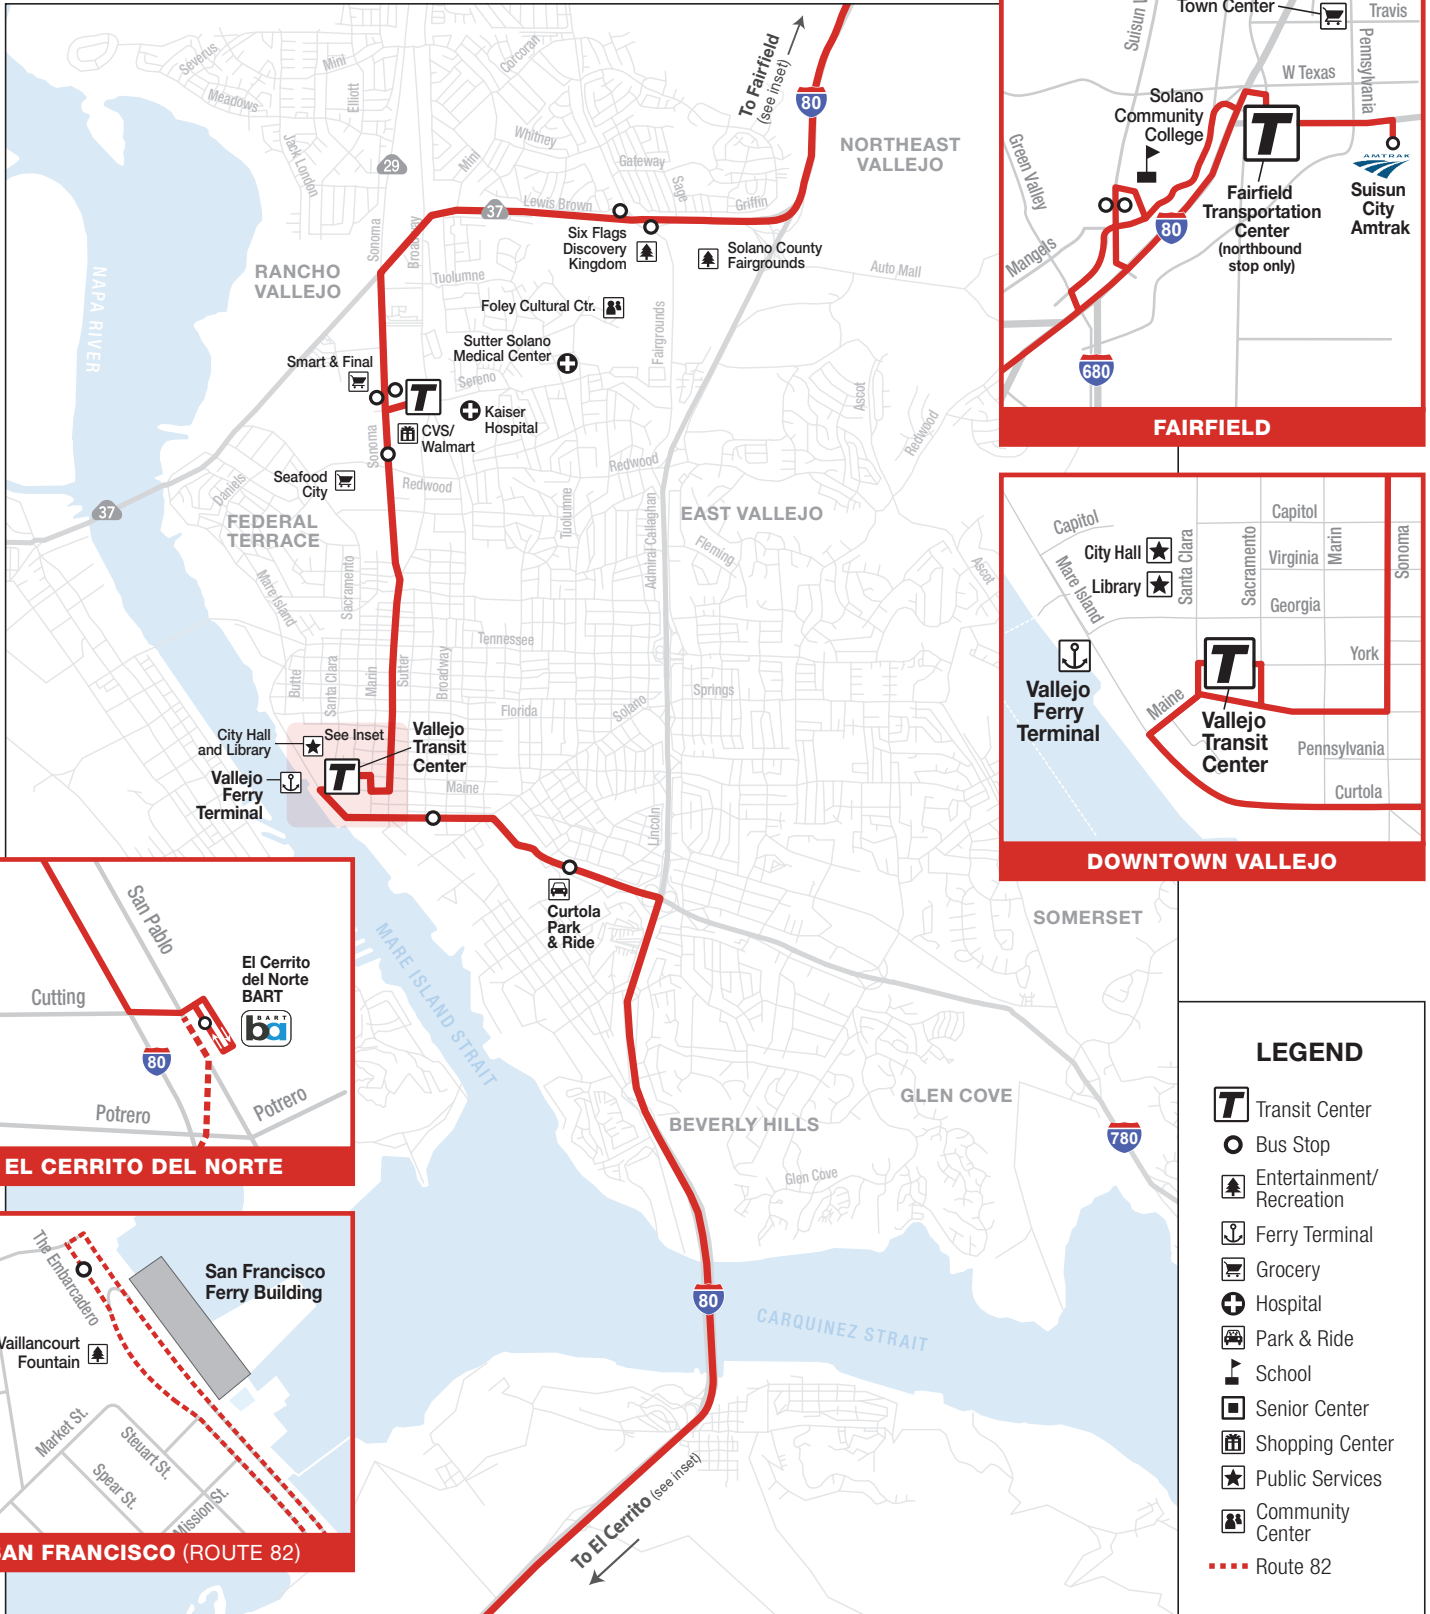 To Fairfield
(see inset)
80
Severus
Meadows
Mini
Elliott
Corcoran
Jack London
Whitney
Mini
Gateway
Sage
Griffin
29
37
Lewis Brown
Sonoma
Broadway
NORTHEAST
VALLEJO
Six Flags
Discovery
Kingdom
Solano County
Fairgrounds
RANCHO
VALLEJO
Tuolumne
Auto Mall
NAPA RIVER
Foley Cultural Ctr.
Fairgrounds
Sutter Solano
Medical Center
Smart & Final
Sereno
T
Kaiser
Hospital
CVS/
Walmart
Sonoma
Ascot
Redwood
Seafood
City
Redwood
Redwood
Daniels
37
FEDERAL
TERRACE
Tuolumne
Admiral Callaghan
EAST VALLEJO
Fleming
Ascot
Mare Island
Sacramento
Tennessee
Butte
Santa Clara
Marin
Sutter
Broadway
Florida
Solano
Springs
City Hall
and Library
See Inset
Vallejo
Transit
Center
T
Vallejo
Ferry
Terminal
Maine
Lincoln
Curtola
Park
& Ride
SOMERSET
MARE ISLAND STRAIT
BEVERLY HILLS
GLEN COVE
Glen Cove
780
80
CARQUINEZ STRAIT
To El Cerrito (see inset)
Town Center
Travis
Pennsylvania
W Texas
Solano
Community
College
Green Valley
T
AMTRAK
Suisun
City
Amtrak
Fairfield
Transportation
Center
(northbound
stop only)
80
Mangels
680
FAIRFIELD
Capitol
Capitol
City Hall
Library
Mare Island
Santa Clara
Sacramento
Virginia
Marin
Sonoma
Georgia
York
T
Vallejo
Ferry
Terminal
Maine
Vallejo
Transit
Center
Pennsylvania
Curtola
DOWNTOWN VALLEJO
San Pablo
Cutting
El Cerrito
del Norte
BART
BART
ba
80
Potrero
Potrero
EL CERRITO DEL NORTE
The Embarcadero
San Francisco
Ferry Building
Vaillancourt
Fountain
Market St.
Steuart St.
Spear St.
Mission St.
SAN FRANCISCO (ROUTE 82)
LEGEND
T Transit Center
Bus Stop
Entertainment/
Recreation
Ferry Terminal
Grocery
Hospital
Park & Ride
School
Senior Center
Shopping Center
Public Services
Community
Center
Route 82